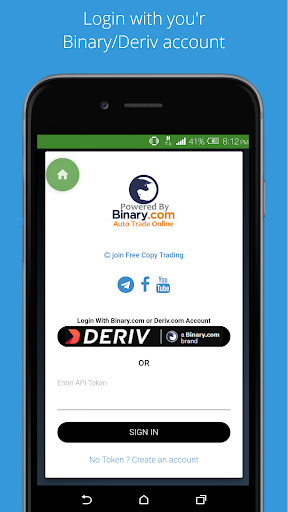 Login with you'r
Binary/Deriv account
41% 8:12 PM
Powered By
Binary.com
Auto Trade Online
join Free Copy Trading
You
Tube
Login With Binary.com or Deriv.com Account
DERIV a Binary.com
brand
OR
Enter API Token
SIGN IN
No Token ? Create an account